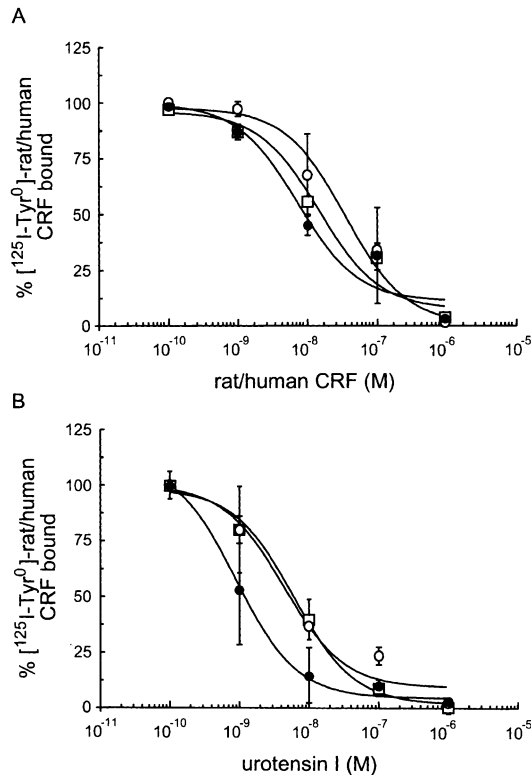 A
125
100
75
50
25
0
% [¹²⁵I-Tyr⁰]-rat/human
CRF bound
10⁻¹¹ 10⁻¹⁰ 10⁻⁹ 10⁻⁸ 10⁻⁷ 10⁻⁶ 10⁻⁵
rat/human CRF (M)
B
125
100
75
50
25
0
% [¹²⁵I-Tyr⁰]-rat/human
CRF bound
10⁻¹¹ 10⁻¹⁰ 10⁻⁹ 10⁻⁸ 10⁻⁷ 10⁻⁶ 10⁻⁵
urotensin I (M)